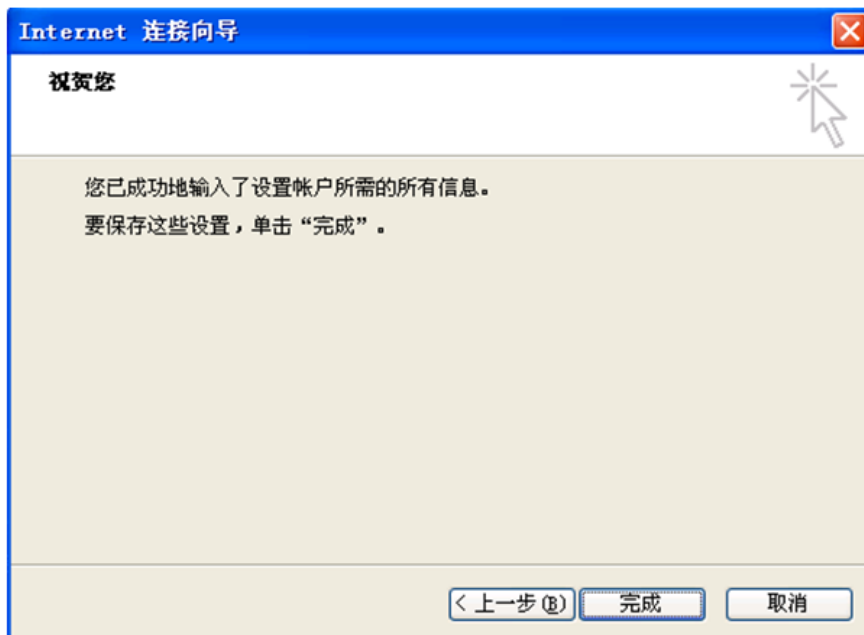 Internet 连接向导
祝贺您
您已成功地输入了设置帐户所需的所有信息。
要保存这些设置，单击“完成”。
< 上一步(B)
完成
取消